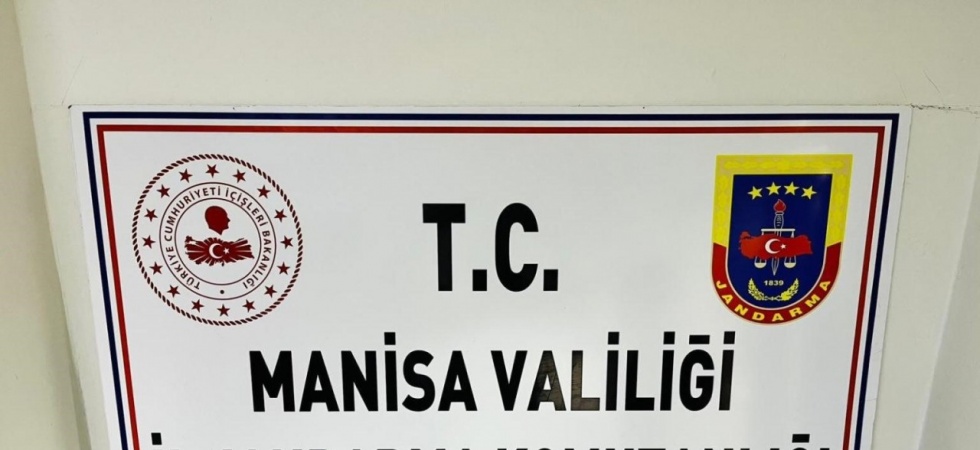 TÜRKİYE CUMHURİYETİ İÇİŞLERİ BAKANLIĞI
T.C.
1839
JANDARMA
MANİSA VALİLİĞİ